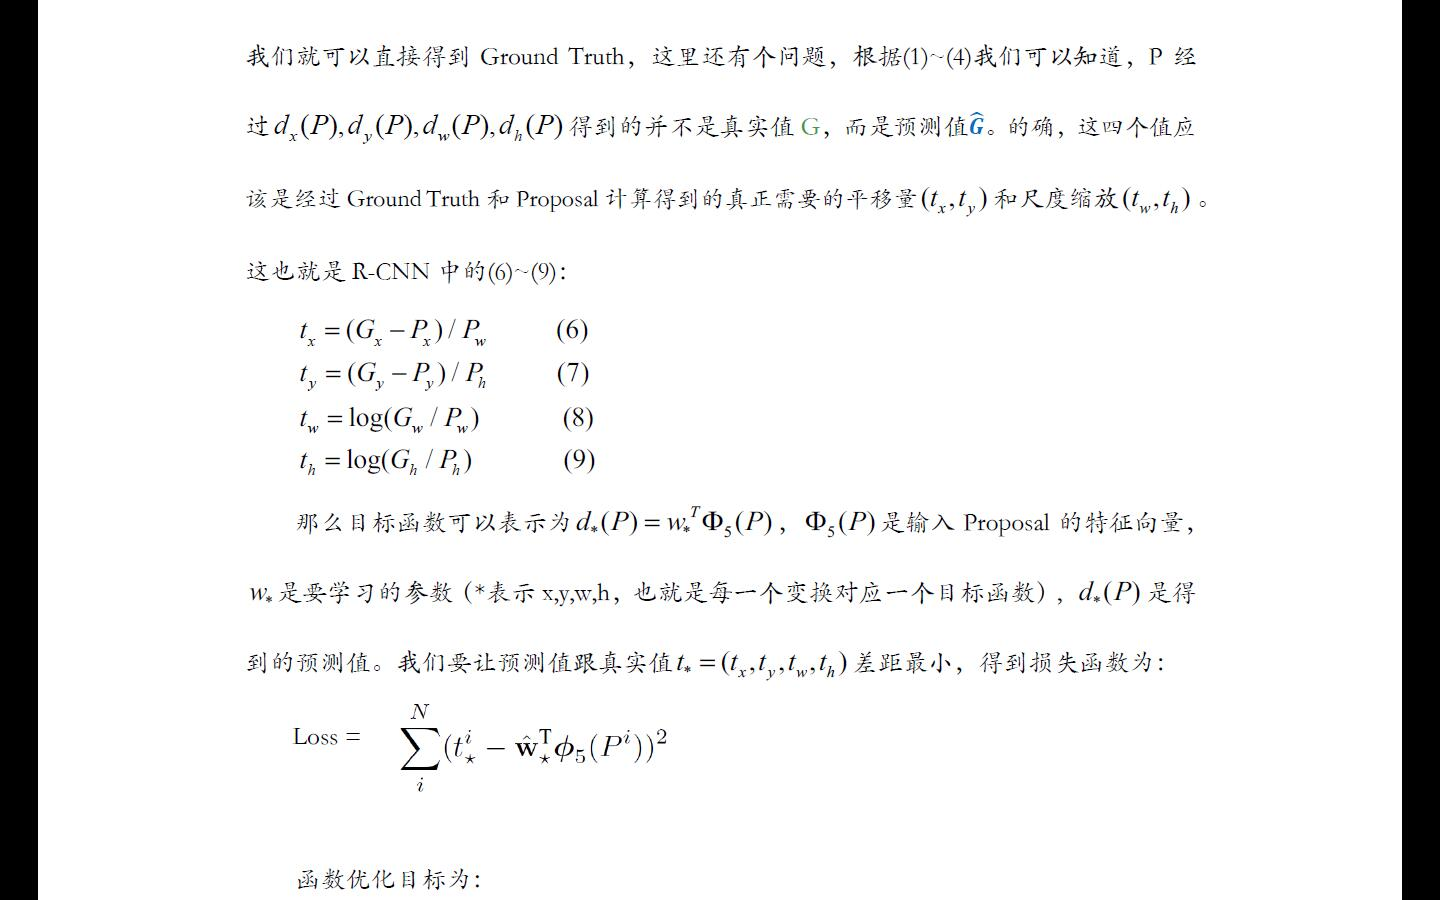 我们就可以直接得到 Ground Truth，这里还有个问题，根据(1)~(4)我们可以知道，P 经
过 d_x(P), d_y(P), d_w(P), d_h(P) 得到的并不是真实值 G，而是预测值Ĝ。的确，这四个值应
该是经过 Ground Truth 和 Proposal 计算得到的真正需要的平移量 (t_x, t_y) 和尺度缩放 (t_w, t_h) 。
这也就是 R-CNN 中的(6)~(9)：
t_x = (G_x − P_x) / P_w (6)
t_y = (G_y − P_y) / P_h (7)
t_w = log(G_w / P_w) (8)
t_h = log(G_h / P_h) (9)
那么目标函数可以表示为 d_*(P) = w_*^T Φ_5(P) ，Φ_5(P) 是输入 Proposal 的特征向量，
w_* 是要学习的参数（*表示 x,y,w,h，也就是每一个变换对应一个目标函数），d_*(P) 是得
到的预测值。我们要让预测值跟真实值 t_* = (t_x, t_y, t_w, t_h) 差距最小，得到损失函数为：
Loss = ∑_i^N (t_⋆^i − ŵ_⋆^T ϕ_5(P^i))^2
函数优化目标为：